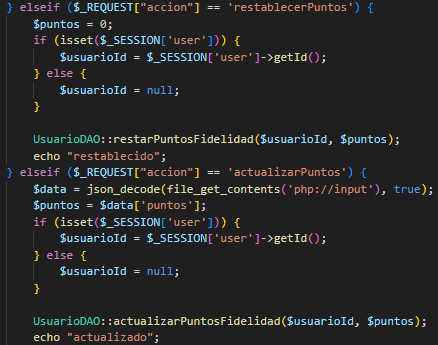 } elseif ($_REQUEST["accion"] == 'restablecerPuntos') {
    $puntos = 0;
    if (isset($_SESSION['user'])) {
        $usuarioId = $_SESSION['user']->getId();
    } else {
        $usuarioId = null;
    }

    UsuarioDAO::restarPuntosFidelidad($usuarioId, $puntos);
    echo "restablecido";
} elseif ($_REQUEST["accion"] == 'actualizarPuntos') {
    $data = json_decode(file_get_contents('php://input'), true);
    $puntos = $data['puntos'];
    if (isset($_SESSION['user'])) {
        $usuarioId = $_SESSION['user']->getId();
    } else {
        $usuarioId = null;
    }

    UsuarioDAO::actualizarPuntosFidelidad($usuarioId, $puntos);
    echo "actualizado";